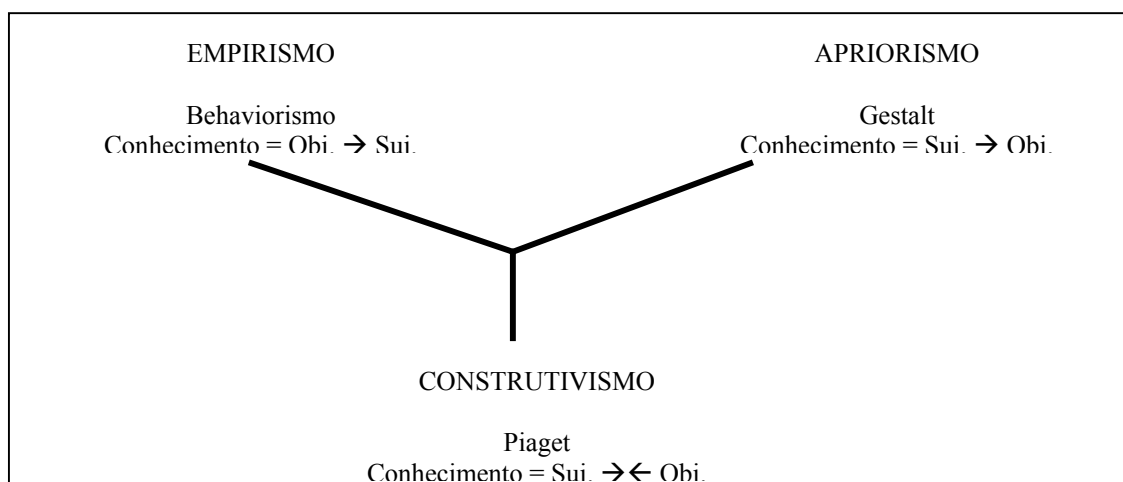 EMPIRISMO
Behaviorismo
Conhecimento = Obj. → Suj.
APRIORISMO
Gestalt
Conhecimento = Suj. → Obj.
CONSTRUTIVISMO
Piaget
Conhecimento = Suj. →← Obj.